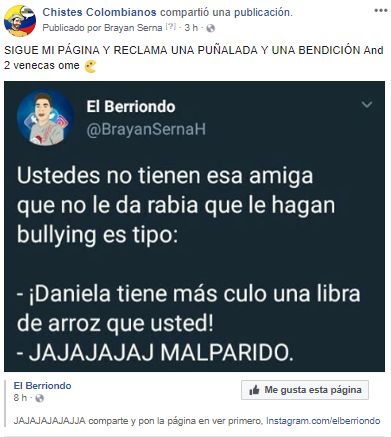 Chistes Colombianos compartió una publicación.
Publicado por Brayan Serna [?] · 3 h ·
SIGUE MI PÁGINA Y RECLAMA UNA PUÑALADA Y UNA BENDICIÓN And
2 venecas ome
El Berriondo
@BrayanSernaH
Ustedes no tienen esa amiga
que no le da rabia que le hagan
bullying es tipo:
- ¡Daniela tiene más culo una libra
de arroz que usted!
- JAJAJAJAJ MALPARIDO.
El Berriondo
8 h ·
Me gusta esta página
JAJAJAJAJAJJA comparte y pon la página en ver primero, Instagram.com/elberriondo